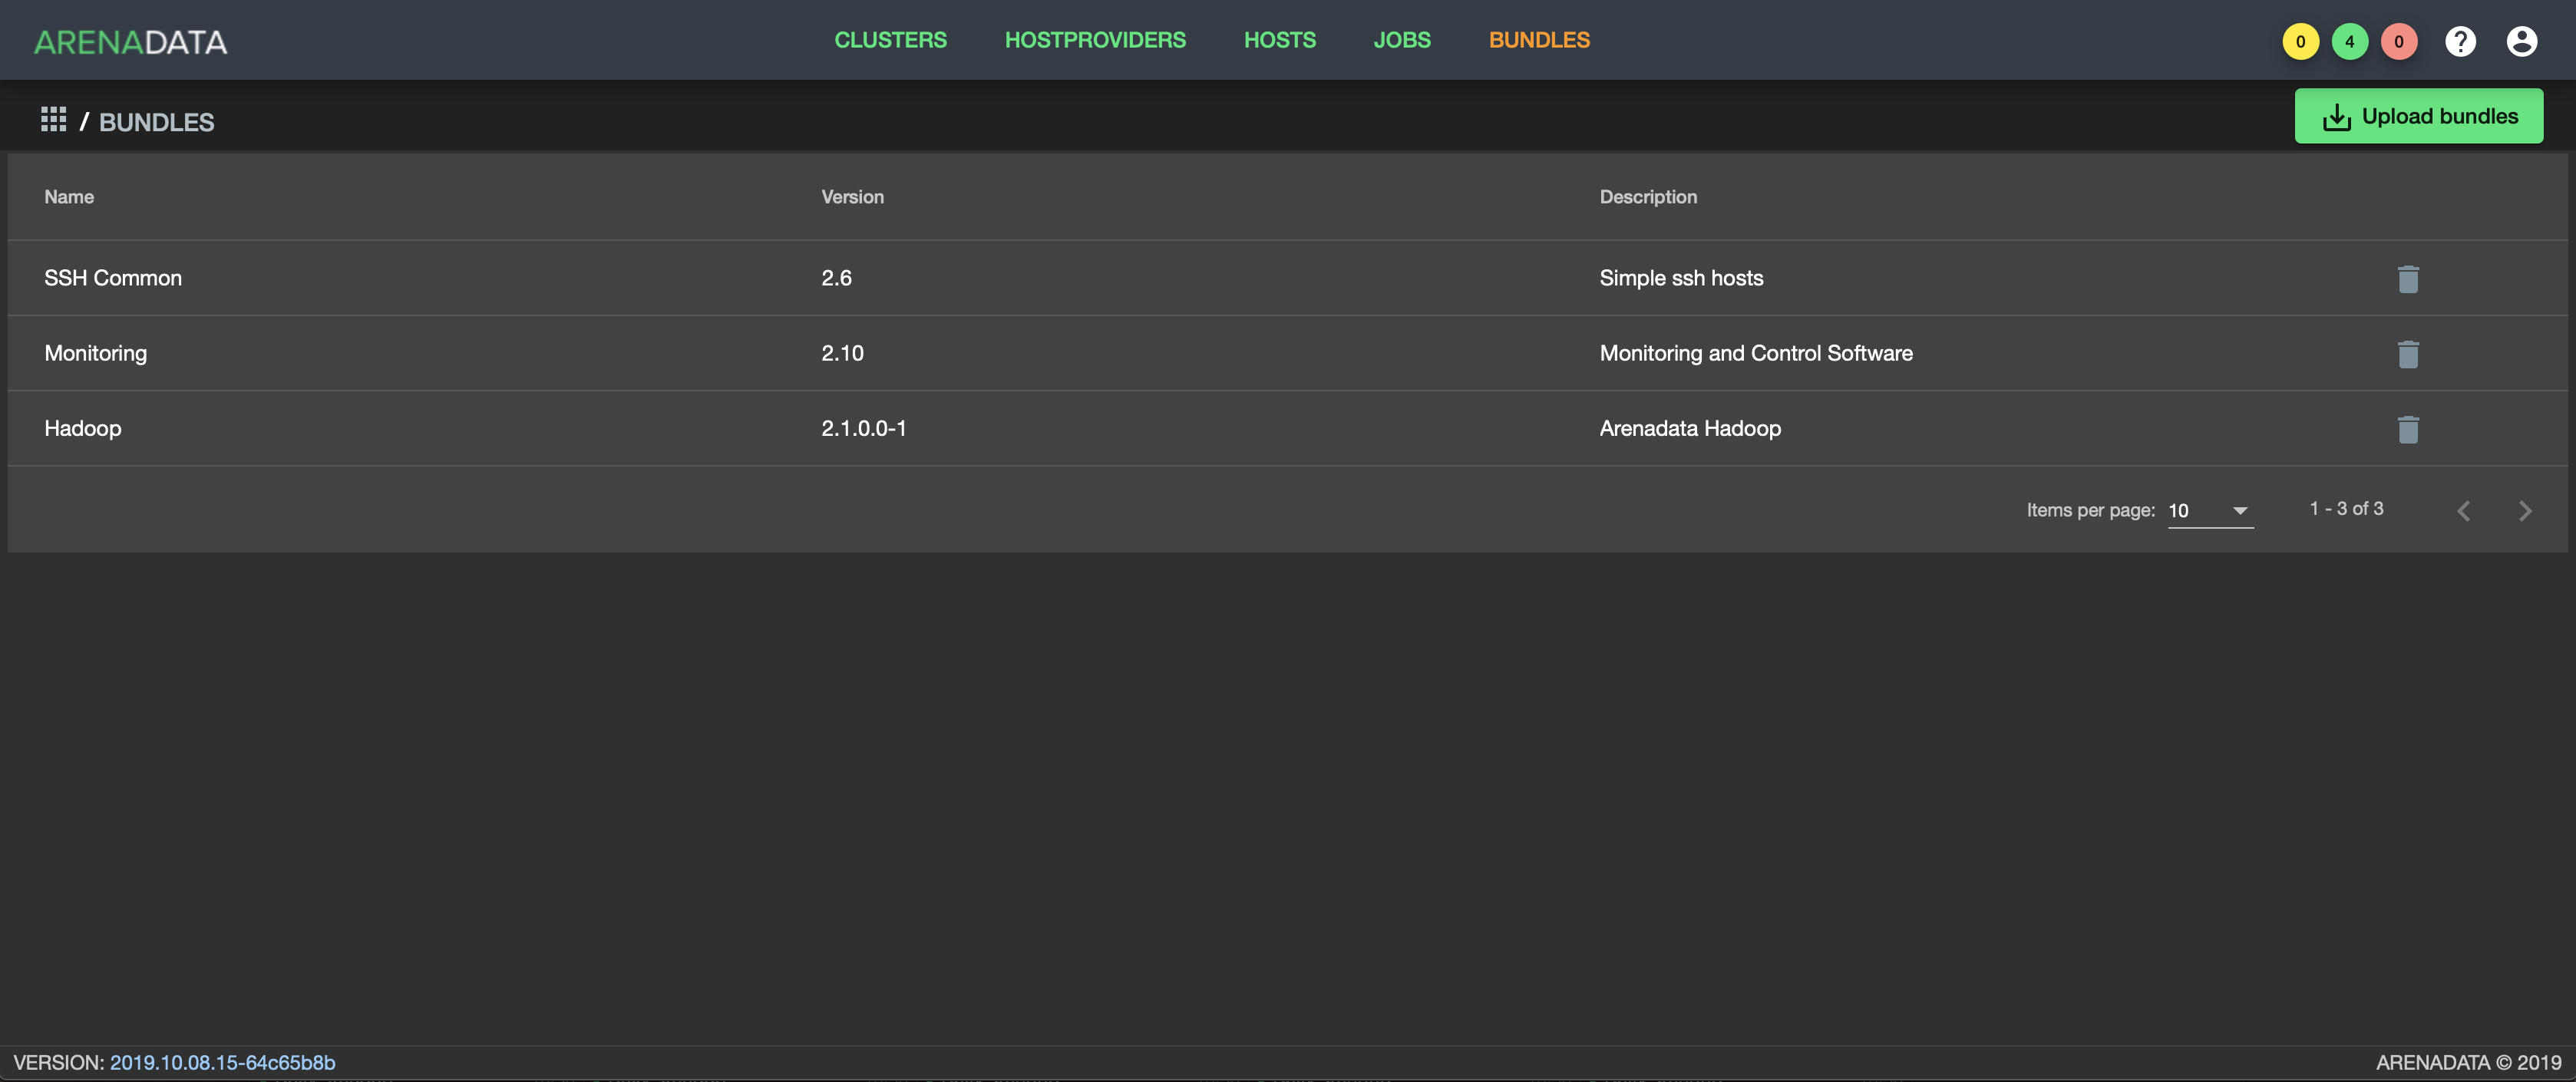 ARENADATA CLUSTERS HOSTPROVIDERS HOSTS JOBS BUNDLES 0 4 0 ?
/ BUNDLES Upload bundles
Name Version Description
SSH Common 2.6 Simple ssh hosts
Monitoring 2.10 Monitoring and Control Software
Hadoop 2.1.0.0-1 Arenadata Hadoop
Items per page: 10 1 - 3 of 3
VERSION: 2019.10.08.15-64c65b8b ARENADATA © 2019